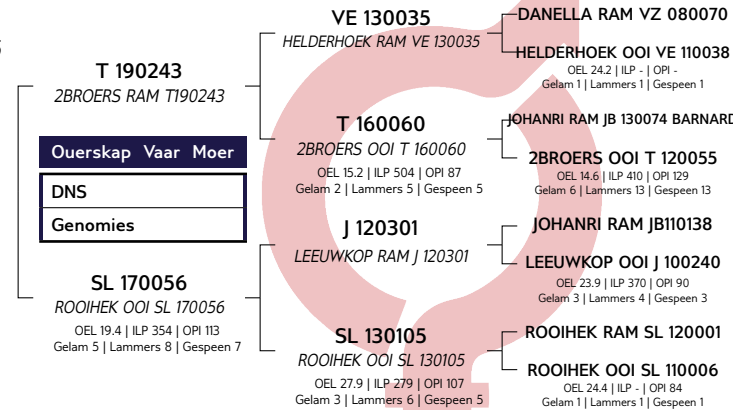 T 190243
2BROERS RAM T190243
Ouerskap Vaar Moer
DNS
Genomies
SL 170056
ROOIHEK OOI SL 170056
OEL 19.4 | ILP 354 | OPI 113
Gelam 5 | Lammers 8 | Gespeen 7
VE 130035
HELDERHOEK RAM VE 130035
T 160060
2BROERS OOI T 160060
OEL 15.2 | ILP 504 | OPI 87
Gelam 2 | Lammers 5 | Gespeen 5
J 120301
LEEUWKOP RAM J 120301
SL 130105
ROOIHEK OOI SL 130105
OEL 27.9 | ILP 279 | OPI 107
Gelam 3 | Lammers 6 | Gespeen 5
DANELLA RAM VZ 080070
HELDERHOEK OOI VE 110038
OEL 24.2 | ILP - | OPI -
Gelam 1 | Lammers 1 | Gespeen 1
JOHANRI RAM JB 130074 BARNARD
2BROERS OOI T 120055
OEL 14.6 | ILP 410 | OPI 129
Gelam 6 | Lammers 13 | Gespeen 13
JOHANRI RAM JB110138
LEEUWKOP OOI J 100240
OEL 23.9 | ILP 370 | OPI 90
Gelam 3 | Lammers 4 | Gespeen 3
ROOIHEK RAM SL 120001
ROOIHEK OOI SL 110006
OEL 24.4 | ILP - | OPI 84
Gelam 1 | Lammers 1 | Gespeen 1